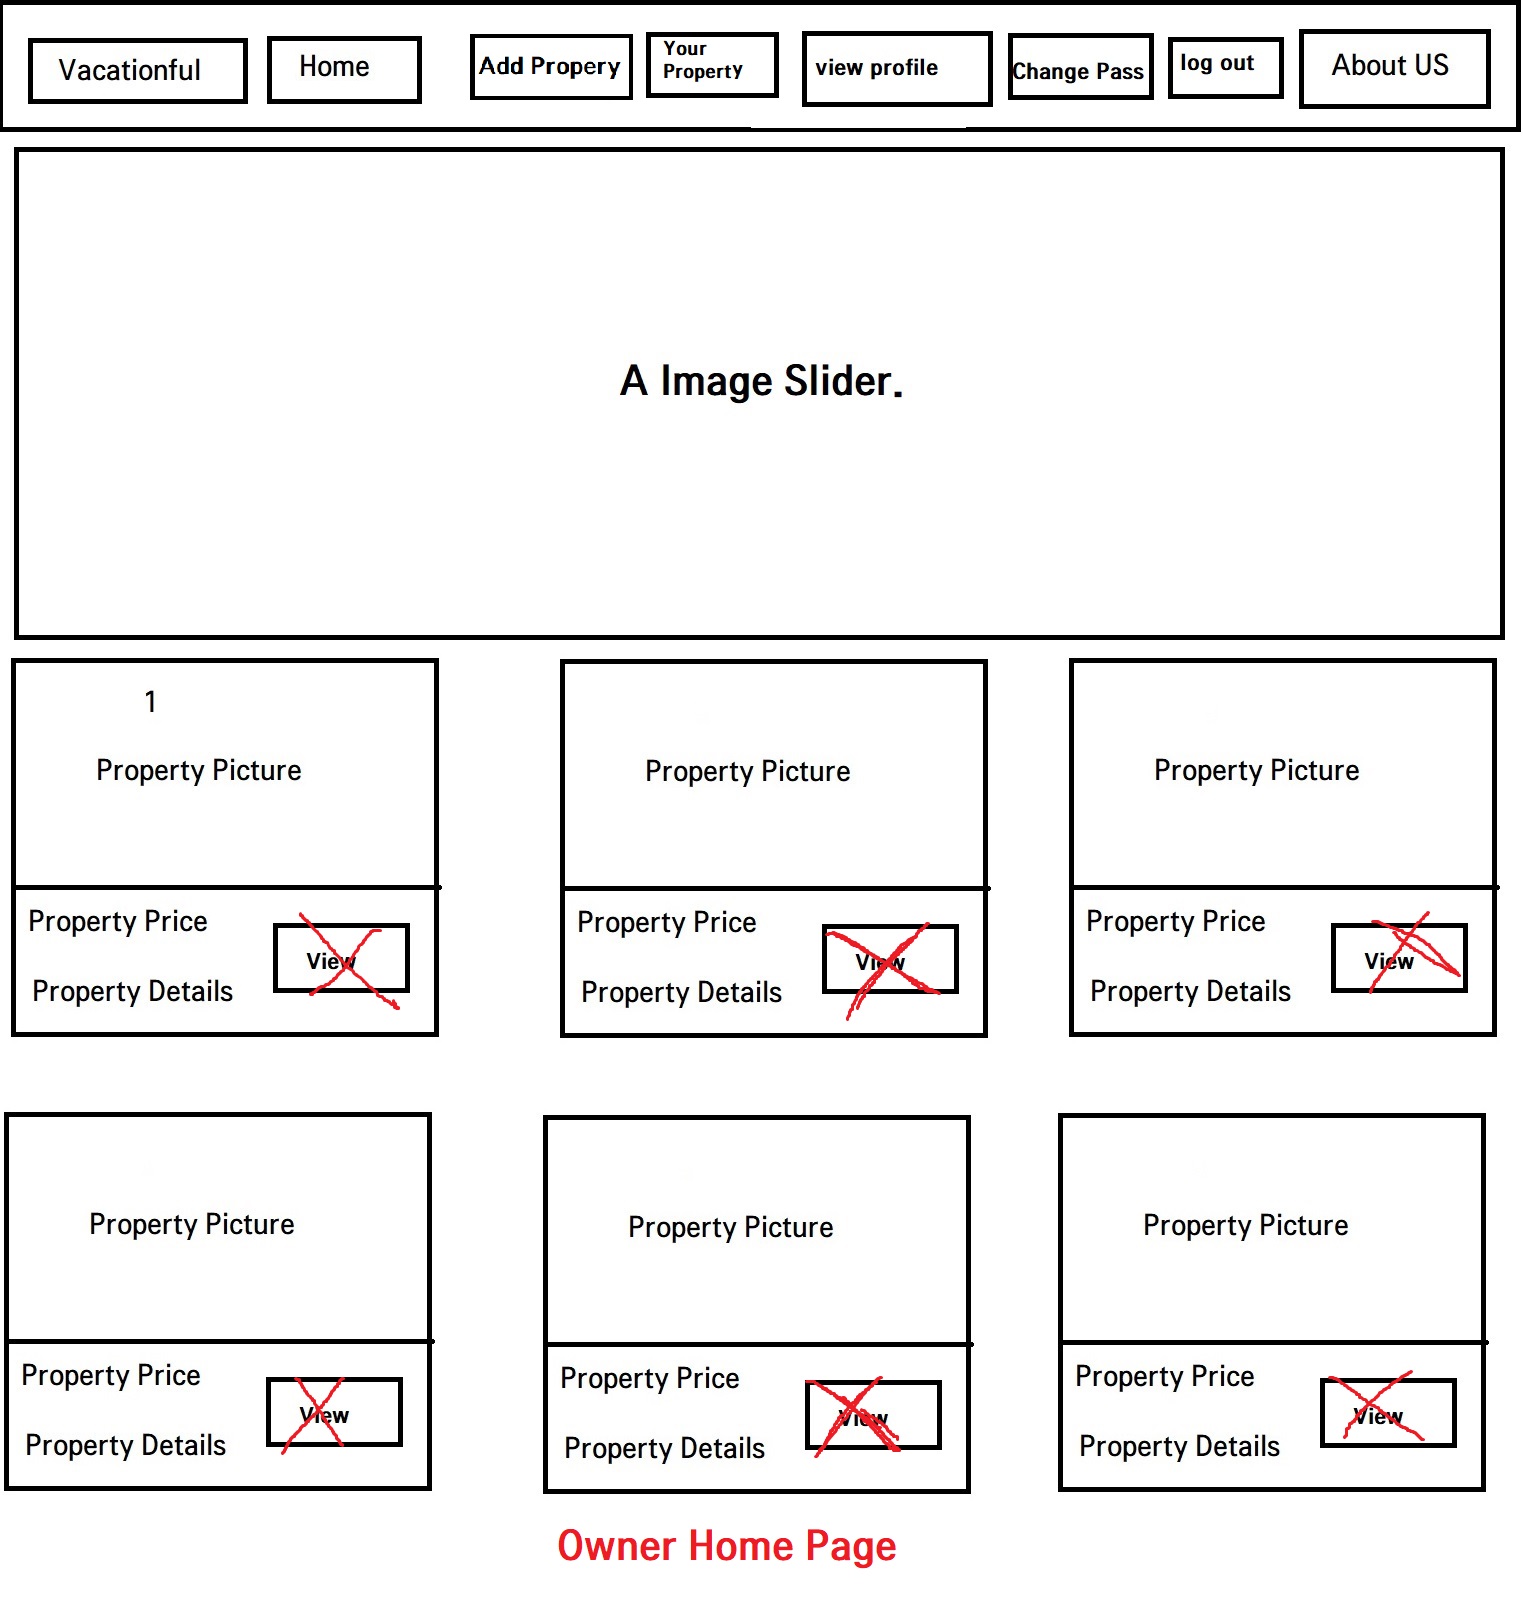 Vacationful
Home
Add Propery
Your
Property
view profile
Change Pass
log out
About US
A Image Slider.
1
Property Picture
Property Picture
Property Picture
Property Price
View
Property Details
Property Price
View
Property Details
Property Price
View
Property Details
Property Picture
Property Picture
Property Picture
Property Price
View
Property Details
Property Price
View
Property Details
Property Price
View
Property Details
Owner Home Page